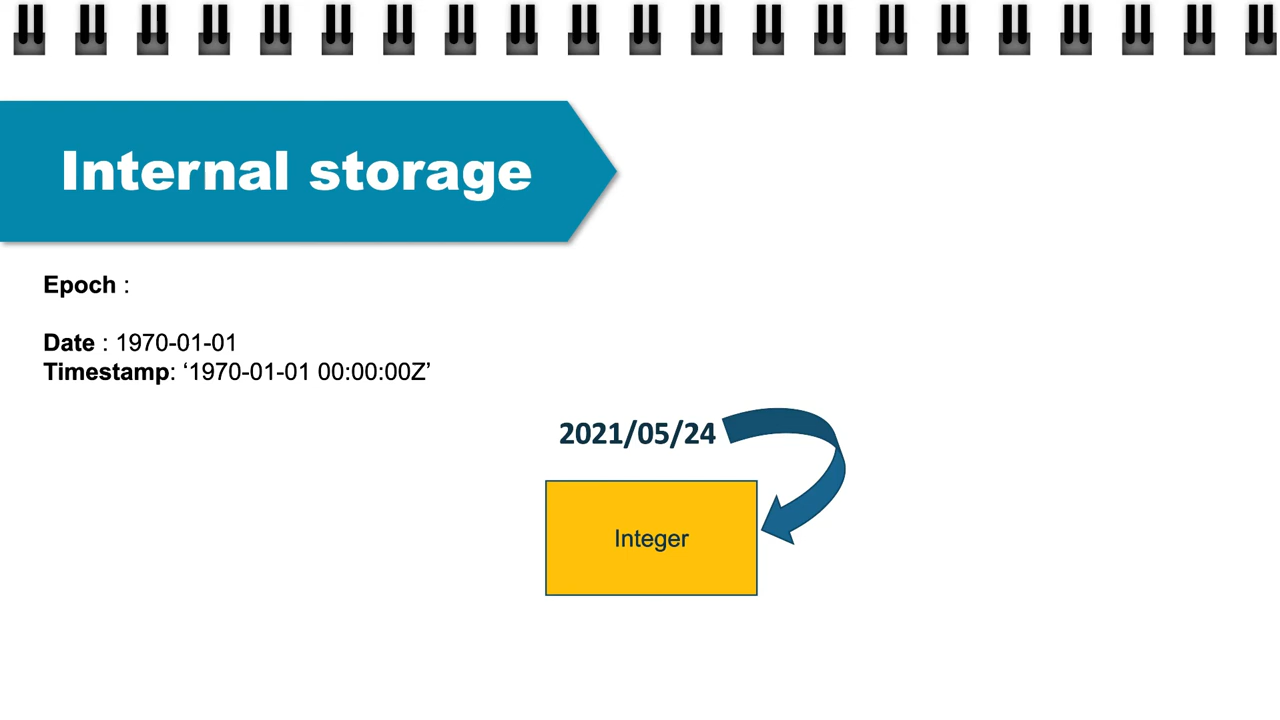 Internal storage
Epoch :
Date : 1970-01-01
Timestamp: ‘1970-01-01 00:00:00Z’
2021/05/24
Integer